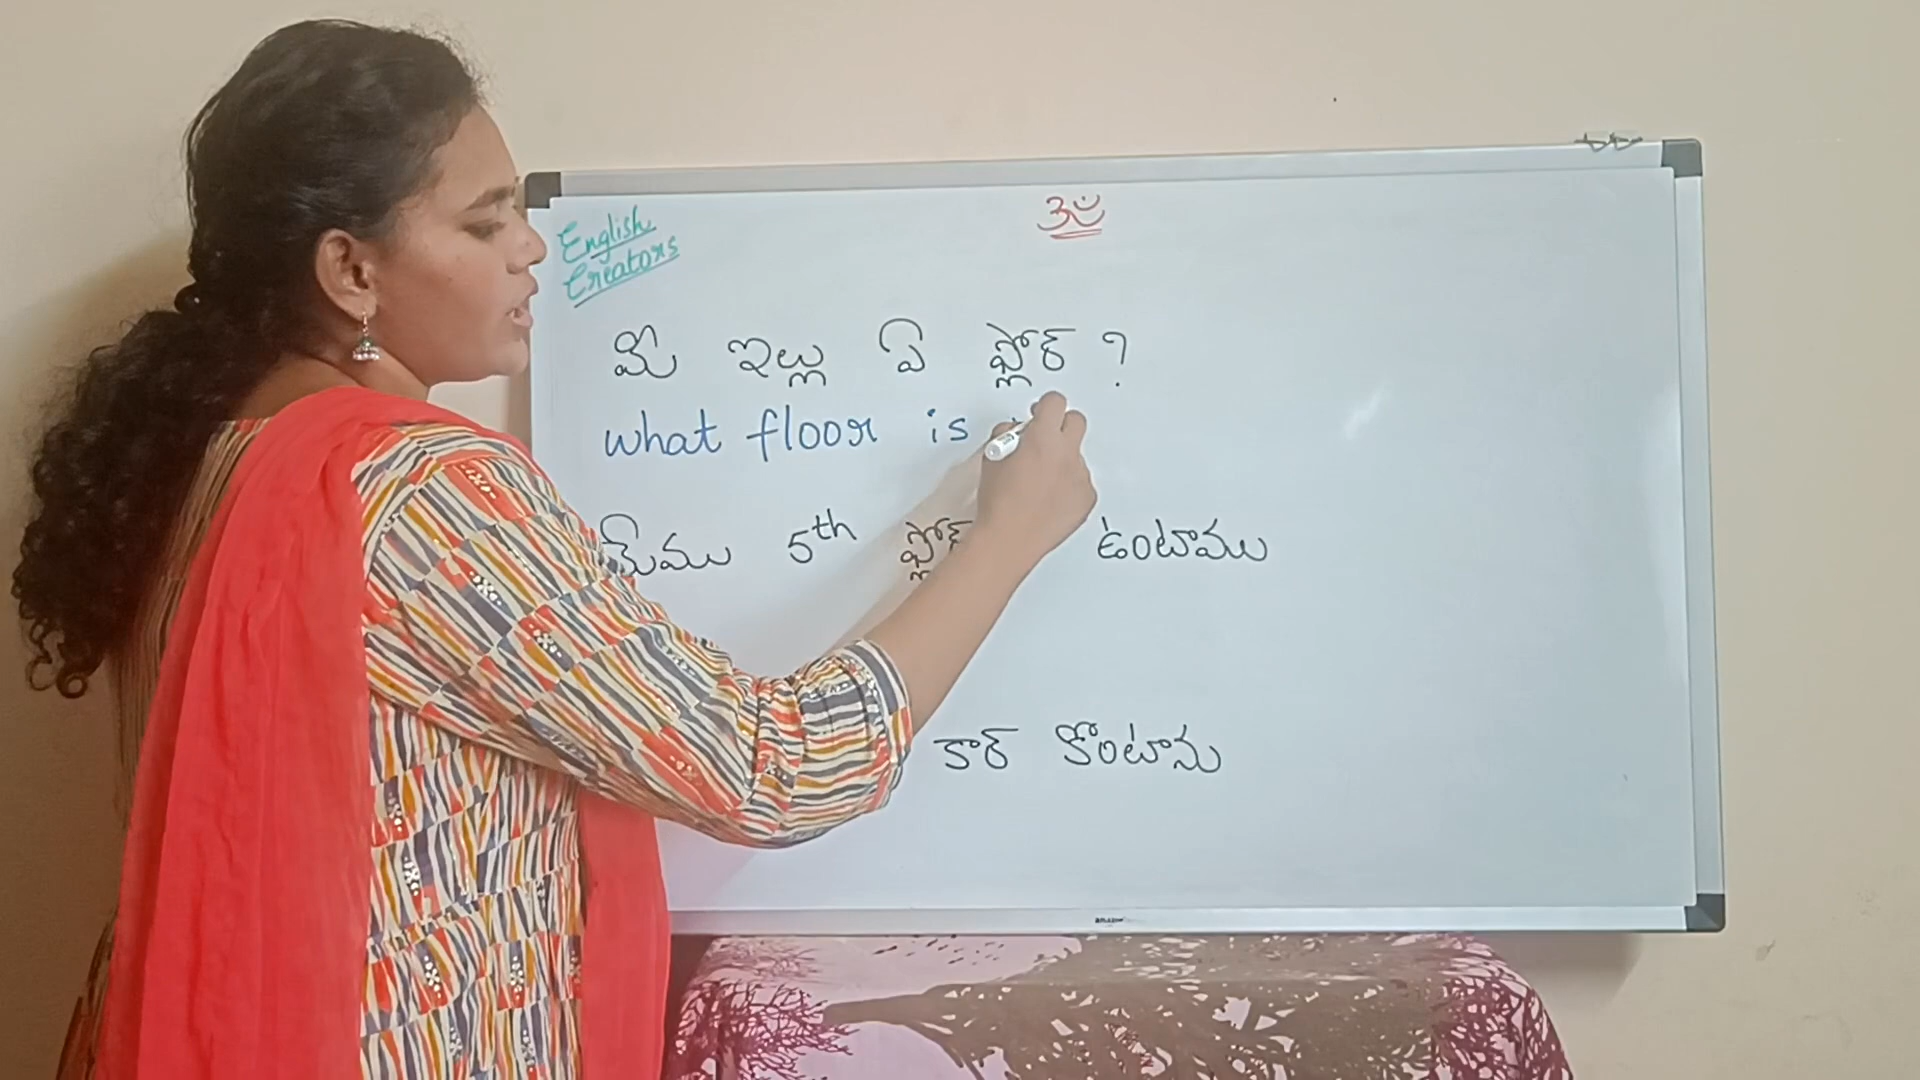 ఓం
English
Creators
మీ ఇల్లు ఏ ఫ్లోర్ ?
what floor is
మేము 5th ఫ్లోర్ ఉంటాము
కార్ కొంటాను